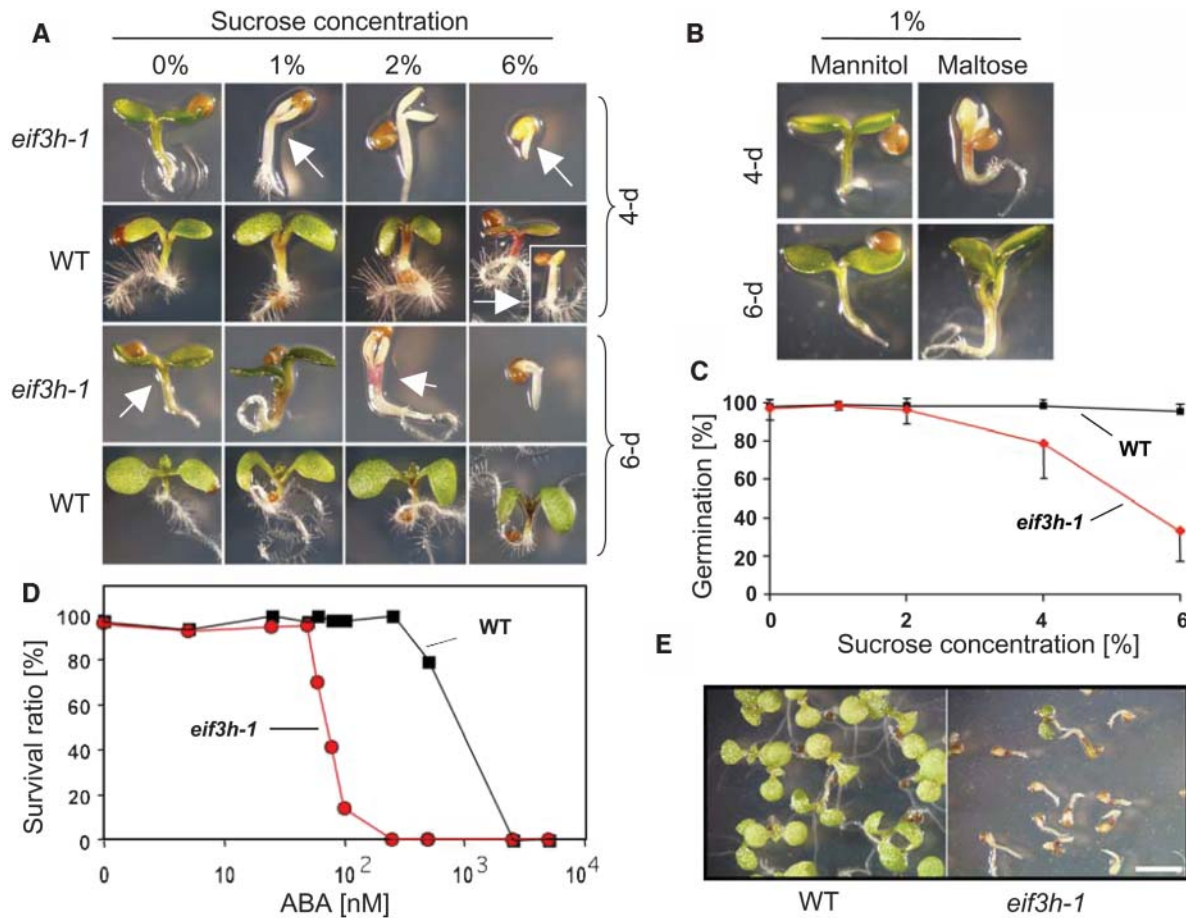 A
Sucrose concentration
0% 1% 2% 6%
eif3h-1
WT
4-d
eif3h-1
WT
6-d
B
1%
Mannitol Maltose
4-d
6-d
C
Germination [%]
100
80
60
40
20
0
WT
eif3h-1
0 1 2 4 6
Sucrose concentration [%]
D
Survival ratio [%]
100
80
60
40
20
0
WT
eif3h-1
0 10 10² 10³ 10⁴
ABA [nM]
E
WT eif3h-1